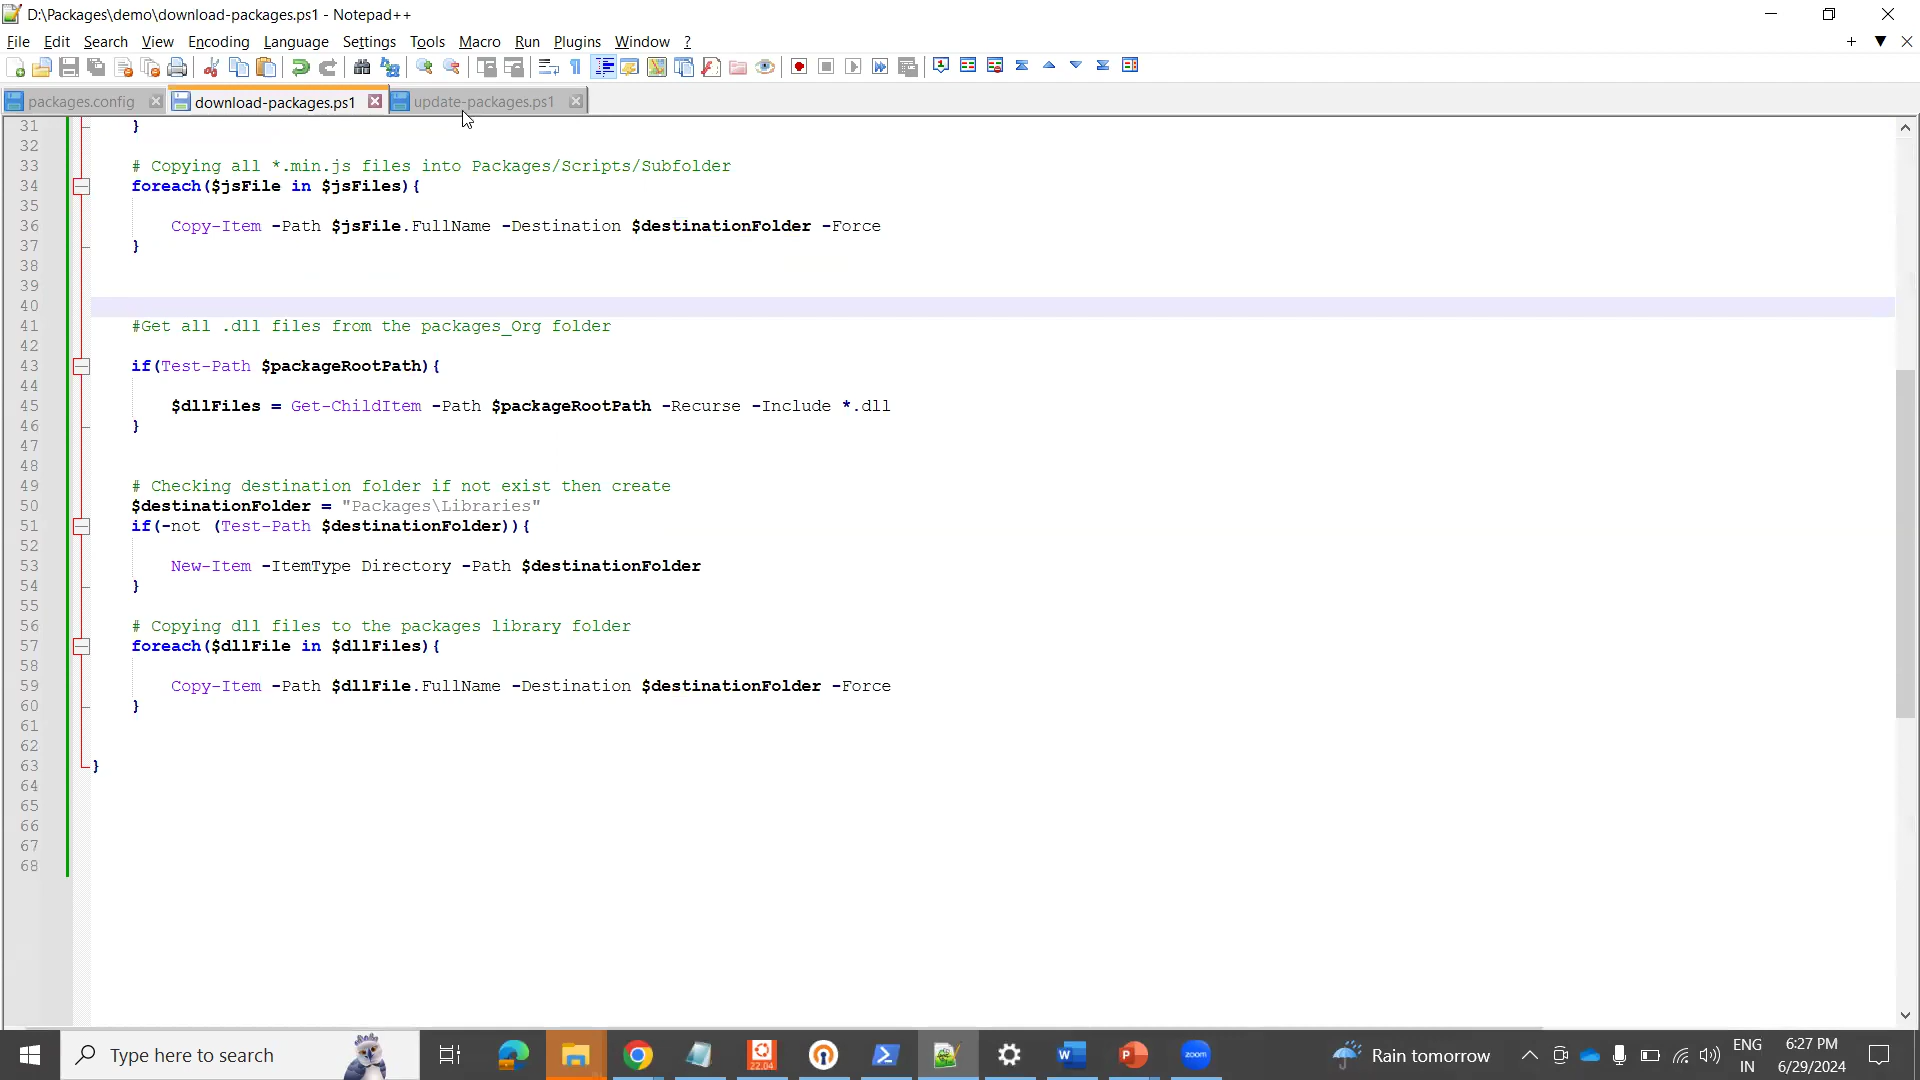 D:\Packages\demo\download-packages.ps1 - Notepad++
File Edit Search View Encoding Language Settings Tools Macro Run Plugins Window ?
packages.config download-packages.ps1 update-packages.ps1
31 }
32
33 # Copying all *.min.js files into Packages/Scripts/Subfolder
34 foreach($jsFile in $jsFiles){
35
36 Copy-Item -Path $jsFile.FullName -Destination $destinationFolder -Force
37 }
38
39
40
41 #Get all .dll files from the packages_Org folder
42
43 if(Test-Path $packageRootPath){
44
45 $dllFiles = Get-ChildItem -Path $packageRootPath -Recurse -Include *.dll
46 }
47
48
49 # Checking destination folder if not exist then create
50 $destinationFolder = "Packages\Libraries"
51 if(-not (Test-Path $destinationFolder)){
52
53 New-Item -ItemType Directory -Path $destinationFolder
54 }
55
56 # Copying dll files to the packages library folder
57 foreach($dllFile in $dllFiles){
58
59 Copy-Item -Path $dllFile.FullName -Destination $destinationFolder -Force
60 }
61
62
63 }
64
65
66
67
68
Type here to search
22.04
zoom
Rain tomorrow
ENG
IN
6:27 PM
6/29/2024